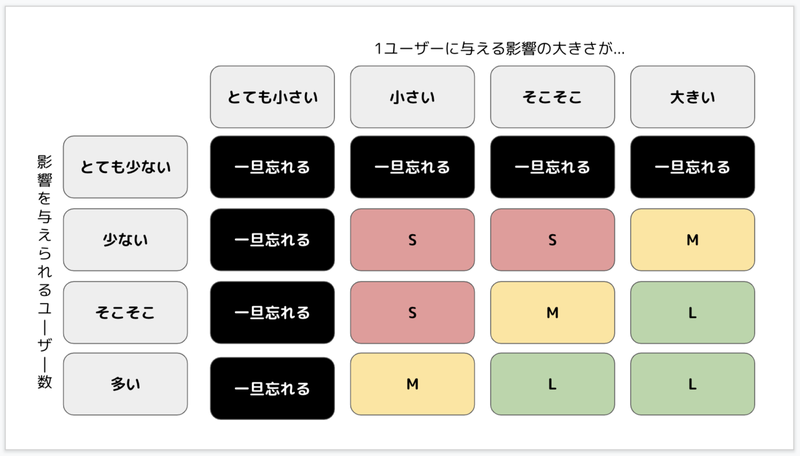 1ユーザーに与える影響の大きさが...
とても小さい 小さい そこそこ 大きい
影響を与えられるユーザー数
とても少ない 一旦忘れる 一旦忘れる 一旦忘れる 一旦忘れる
少ない 一旦忘れる S S M
そこそこ 一旦忘れる S M L
多い 一旦忘れる M L L